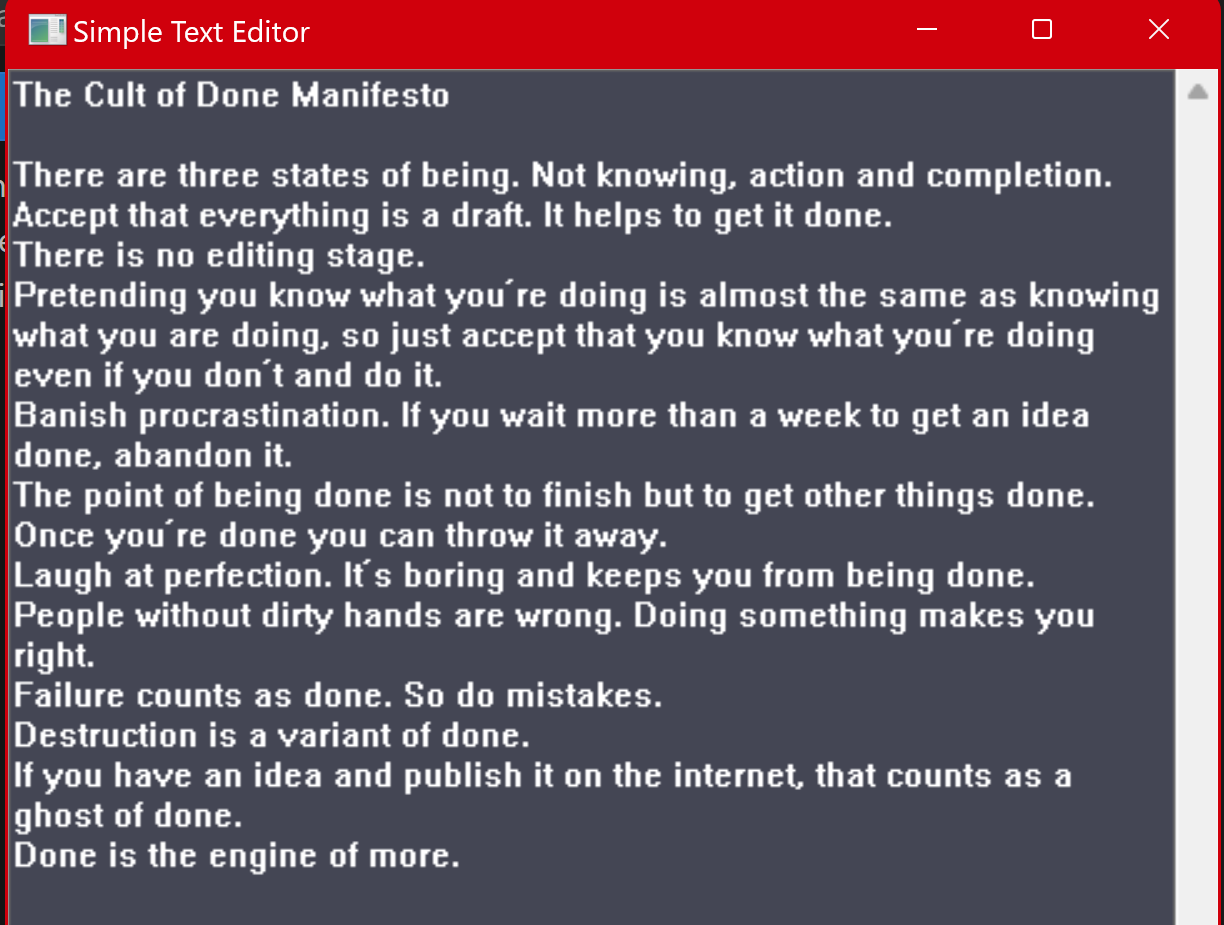 Simple Text Editor
The Cult of Done Manifesto
There are three states of being. Not knowing, action and completion.
Accept that everything is a draft. It helps to get it done.
There is no editing stage.
Pretending you know what you´re doing is almost the same as knowing
what you are doing, so just accept that you know what you´re doing
even if you don´t and do it.
Banish procrastination. If you wait more than a week to get an idea
done, abandon it.
The point of being done is not to finish but to get other things done.
Once you´re done you can throw it away.
Laugh at perfection. It´s boring and keeps you from being done.
People without dirty hands are wrong. Doing something makes you
right.
Failure counts as done. So do mistakes.
Destruction is a variant of done.
If you have an idea and publish it on the internet, that counts as a
ghost of done.
Done is the engine of more.